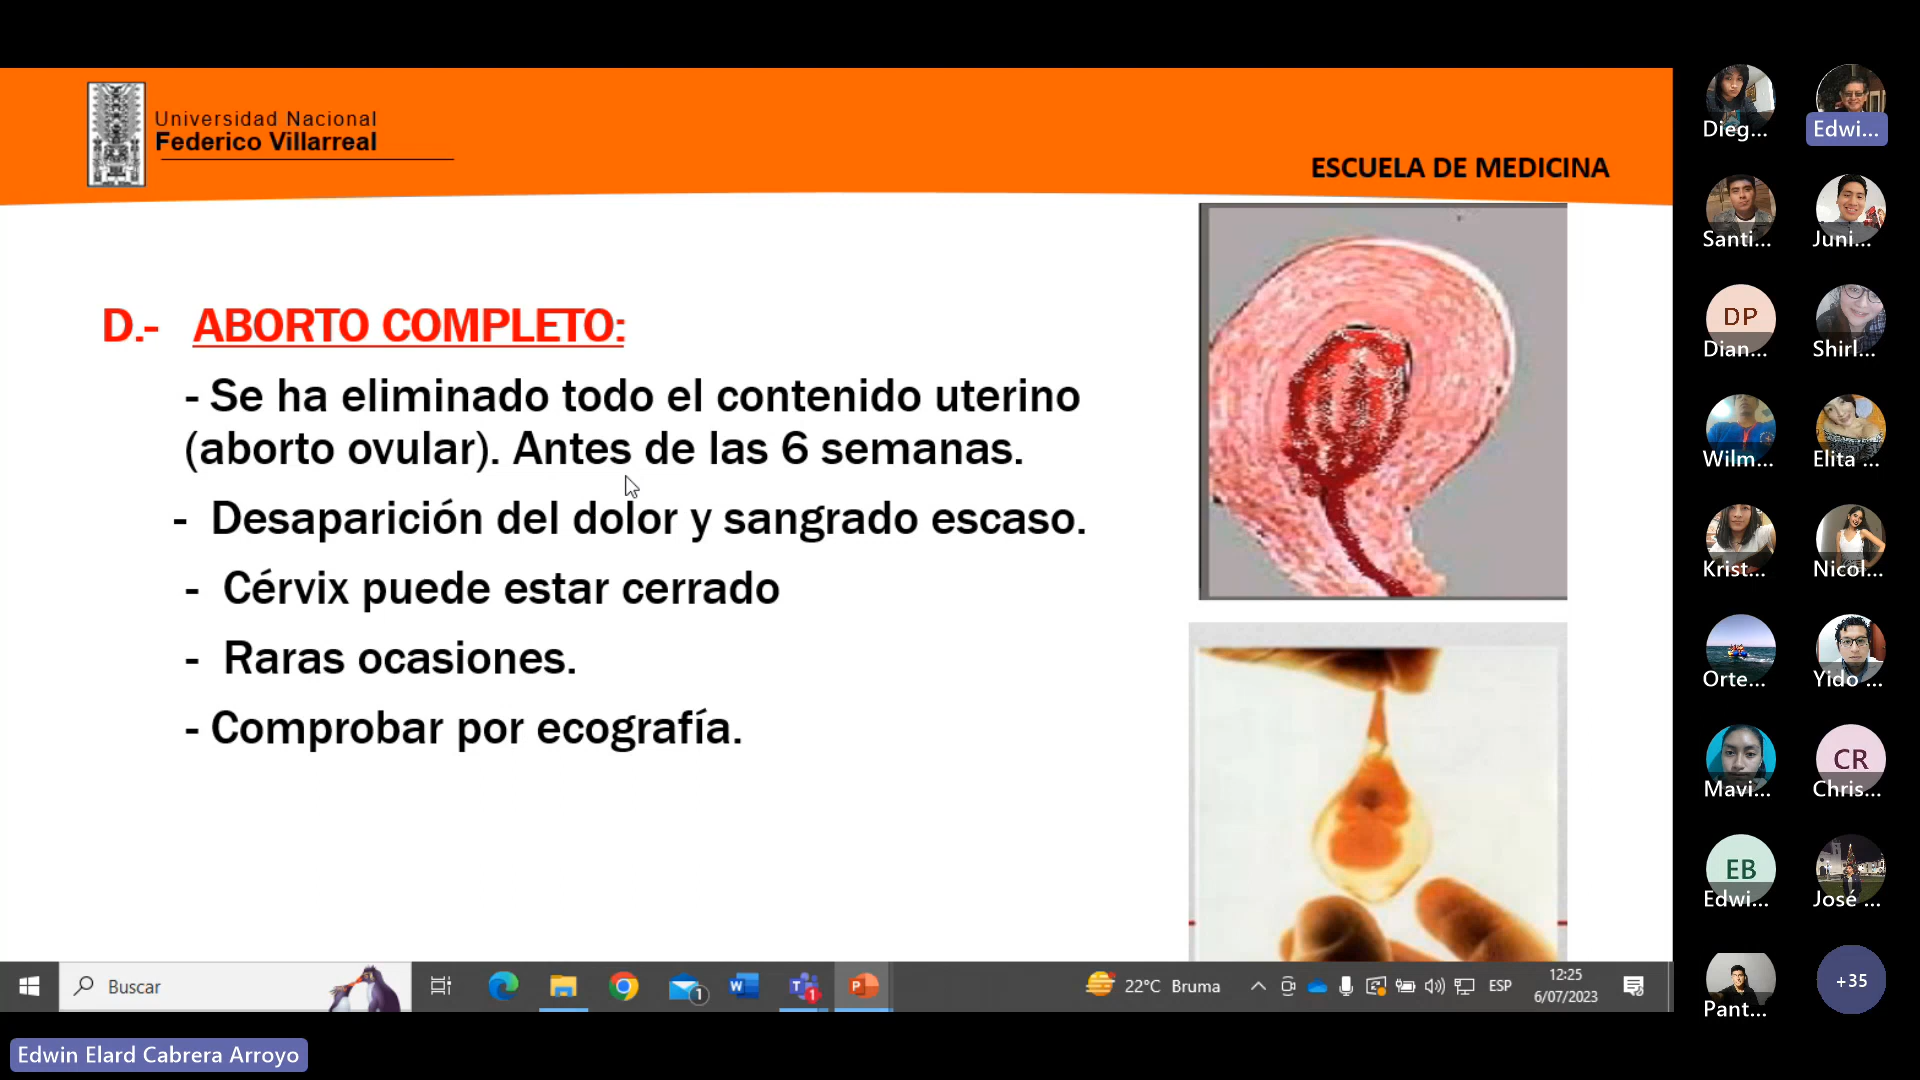 Universidad Nacional
Federico Villarreal
ESCUELA DE MEDICINA
D.- ABORTO COMPLETO:
- Se ha eliminado todo el contenido uterino
(aborto ovular). Antes de las 6 semanas.
- Desaparición del dolor y sangrado escaso.
- Cérvix puede estar cerrado
- Raras ocasiones.
- Comprobar por ecografía.
Dieg...
Edwi...
Santi...
Juni...
DP
Dian...
Shirl...
Wilm...
Elita ...
Krist...
Nicol...
Orte...
Yido ...
Mavi...
CR
Chris...
EB
Edwi...
José ...
Pant...
+35
Buscar
1
W
T
1
P
22°C Bruma
ESP
12:25
6/07/2023
Edwin Elard Cabrera Arroyo